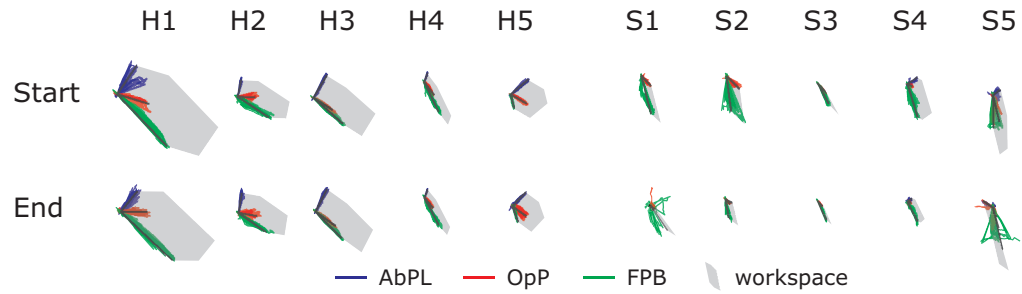 H1 H2 H3 H4 H5 S1 S2 S3 S4 S5
Start
End
AbPL OpP FPB workspace